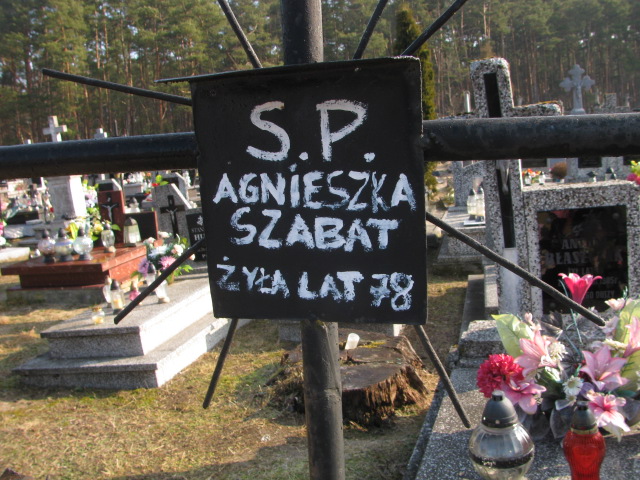 S.P.
AGNIESZKA
SZABAT
ŻYŁA LAT 78